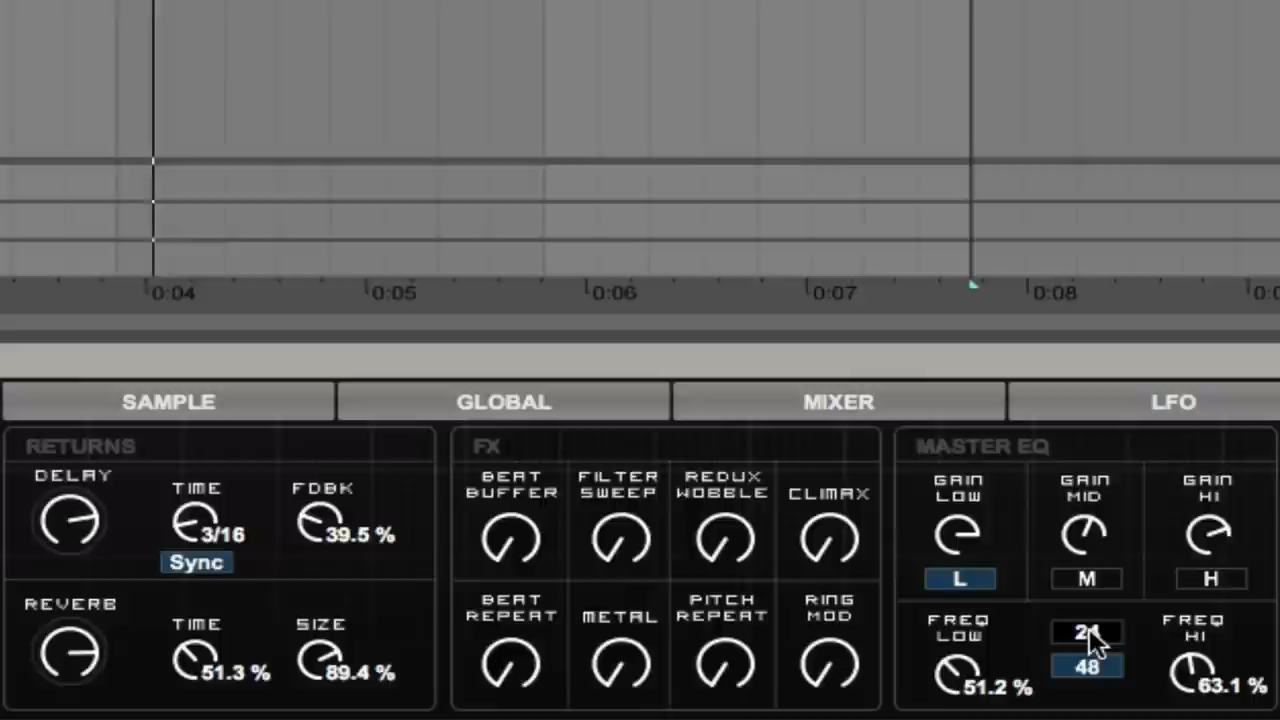 0:04 0:05 0:06 0:07 0:08
SAMPLE GLOBAL MIXER LFO
RETURNS FX MASTER EQ
DELAY
TIME
3/16
Sync
FDBK
39.5 %
REVERB
TIME
51.3 %
SIZE
89.4 %
BEAT
BUFFER
FILTER
SWEEP
REDUX
WOBBLE
CLIMAX
BEAT
REPEAT
METAL
PITCH
REPEAT
RING
MOD
GAIN
LOW
L
GAIN
MID
M
GAIN
HI
H
FREQ
LOW
51.2 %
24
48
FREQ
HI
63.1 %